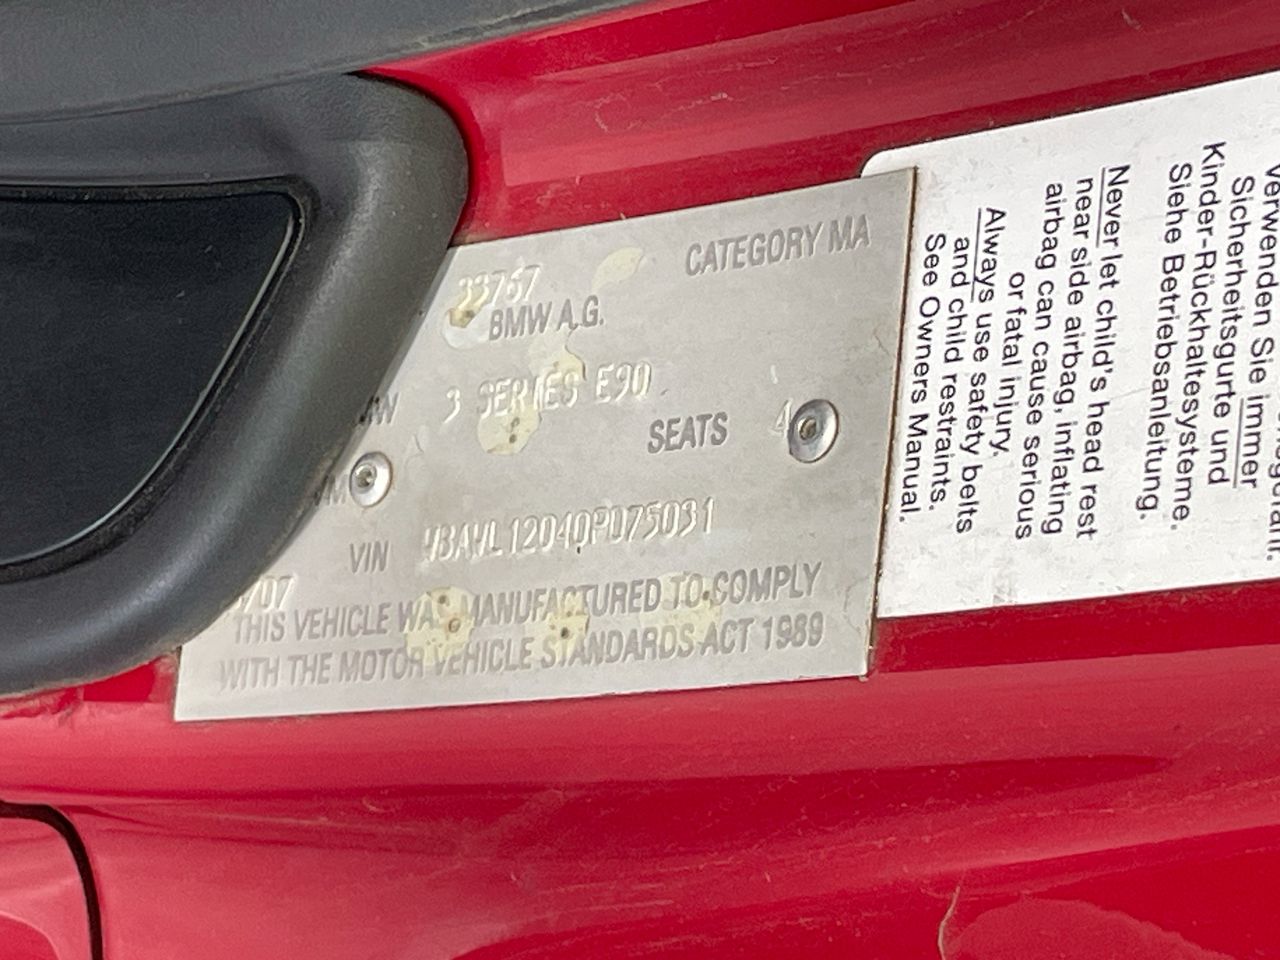 33767
CATEGORY MA
BMW A.G.
3 SERIES E90
SEATS 4
VIN WBAVL12040PD75031
/07
THIS VEHICLE WAS MANUFACTURED TO COMPLY
WITH THE MOTOR VEHICLE STANDARDS ACT 1989
Verwenden Sie immer
Sicherheitsgurte und
Kinder-Rückhaltesysteme.
Siehe Betriebsanleitung.
Never let child's head rest
near side airbag, inflating
airbag can cause serious
or fatal injury.
Always use safety belts
and child restraints.
See Owners Manual.